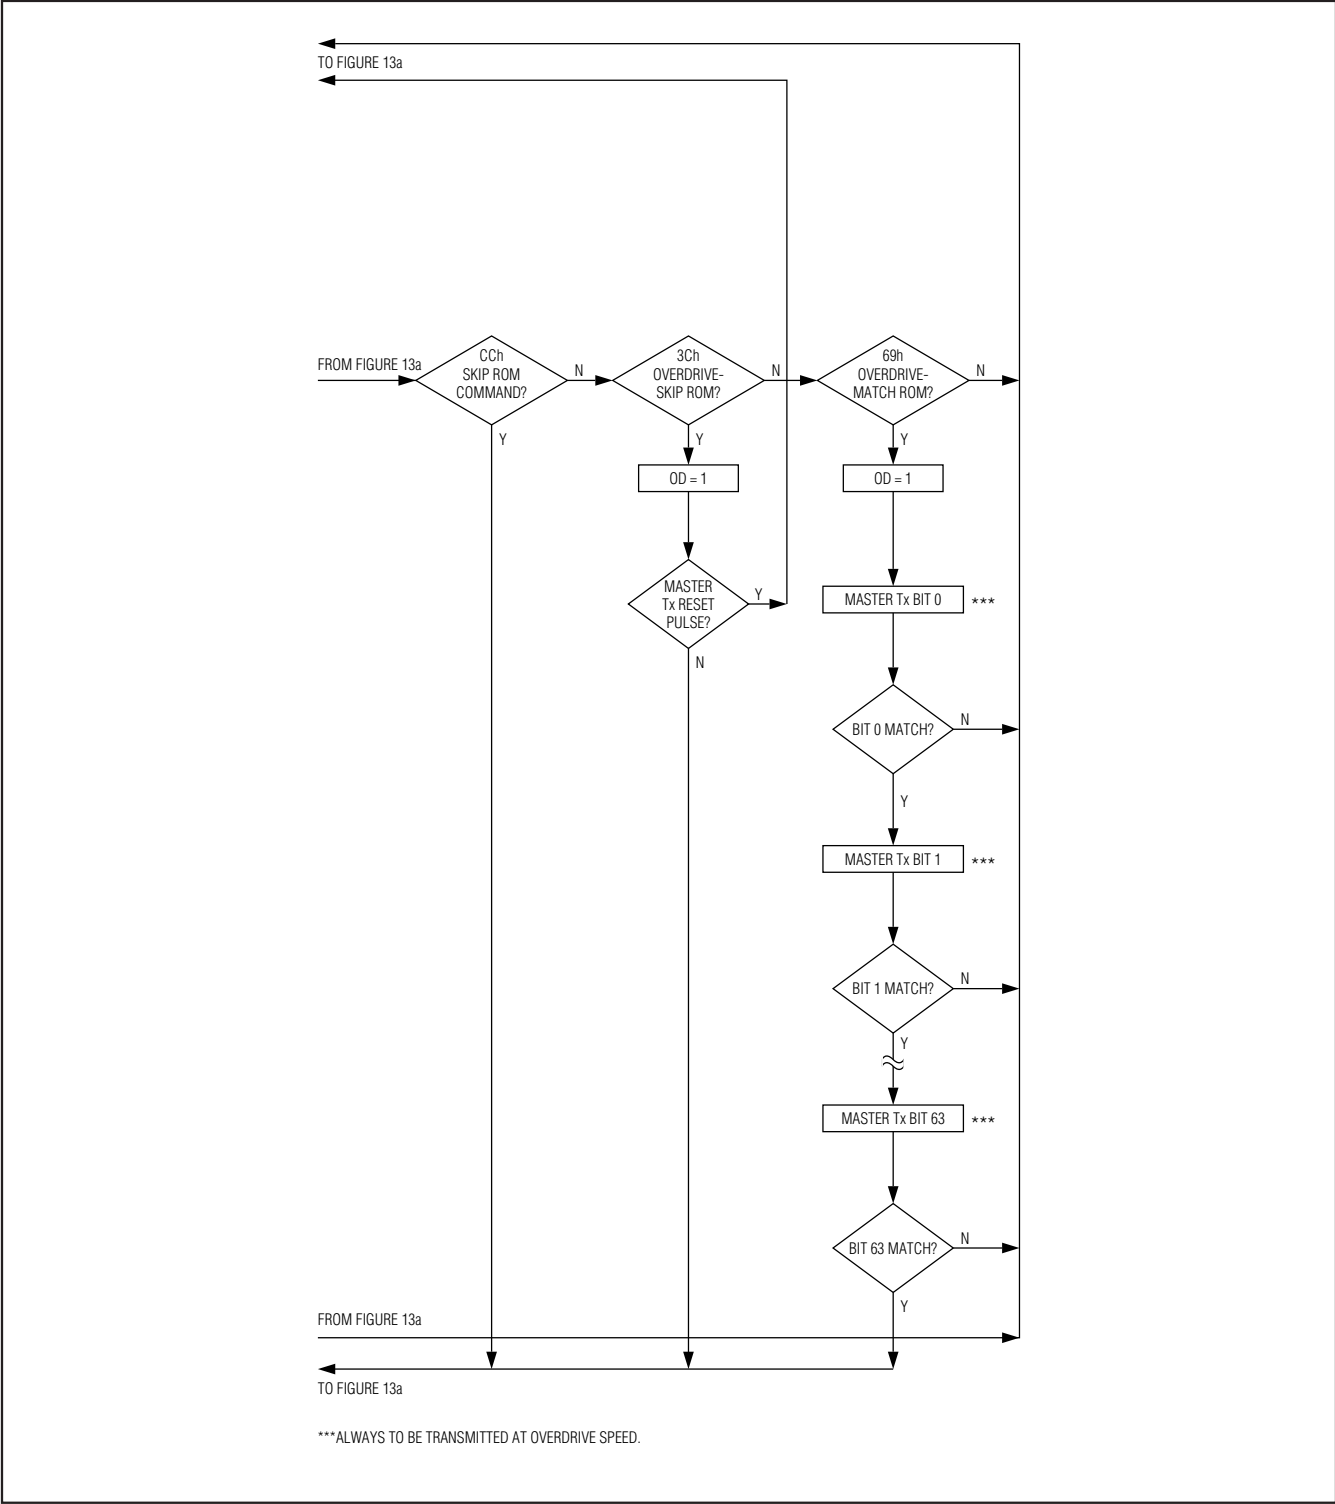 TO FIGURE 13a
FROM FIGURE 13a
CCh
SKIP ROM
COMMAND?
N
Y
3Ch
OVERDRIVE-
SKIP ROM?
N
Y
69h
OVERDRIVE-
MATCH ROM?
N
Y
OD = 1
OD = 1
MASTER
Tx RESET
PULSE?
Y
N
MASTER Tx BIT 0
***
BIT 0 MATCH?
N
Y
MASTER Tx BIT 1
***
BIT 1 MATCH?
N
Y
MASTER Tx BIT 63
***
BIT 63 MATCH?
N
Y
FROM FIGURE 13a
TO FIGURE 13a
***ALWAYS TO BE TRANSMITTED AT OVERDRIVE SPEED.